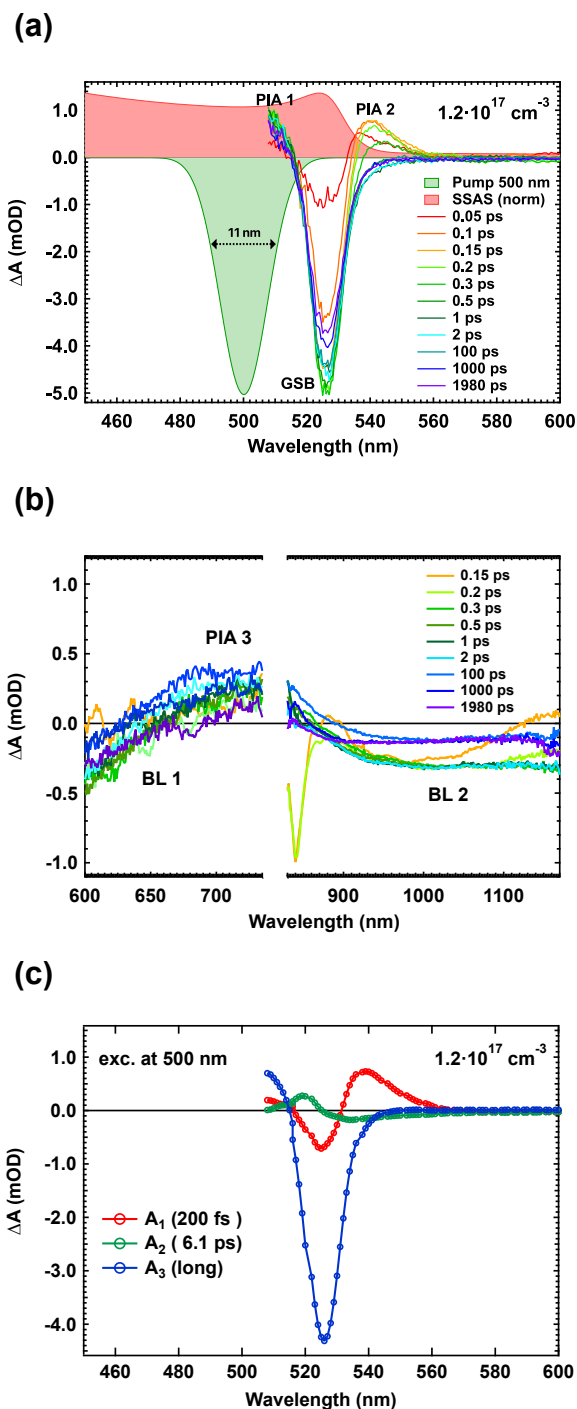 (a)
PIA 1
PIA 2
1.2·10¹⁷ cm⁻³
1.0
0.0
-1.0
-2.0
-3.0
-4.0
-5.0
ΔA (mOD)
11 nm
GSB
Pump 500 nm
SSAS (norm)
0.05 ps
0.1 ps
0.15 ps
0.2 ps
0.3 ps
0.5 ps
1 ps
2 ps
100 ps
1000 ps
1980 ps
460 480 500 520 540 560 580 600
Wavelength (nm)
(b)
1.0
0.5
0.0
-0.5
-1.0
ΔA (mOD)
PIA 3
BL 1
BL 2
0.15 ps
0.2 ps
0.3 ps
0.5 ps
1 ps
2 ps
100 ps
1000 ps
1980 ps
600 650 700 900 1000 1100
Wavelength (nm)
(c)
exc. at 500 nm
1.2·10¹⁷ cm⁻³
1.0
0.0
-1.0
-2.0
-3.0
-4.0
ΔA (mOD)
A₁ (200 fs )
A₂ ( 6.1 ps)
A₃ (long)
460 480 500 520 540 560 580 600
Wavelength (nm)